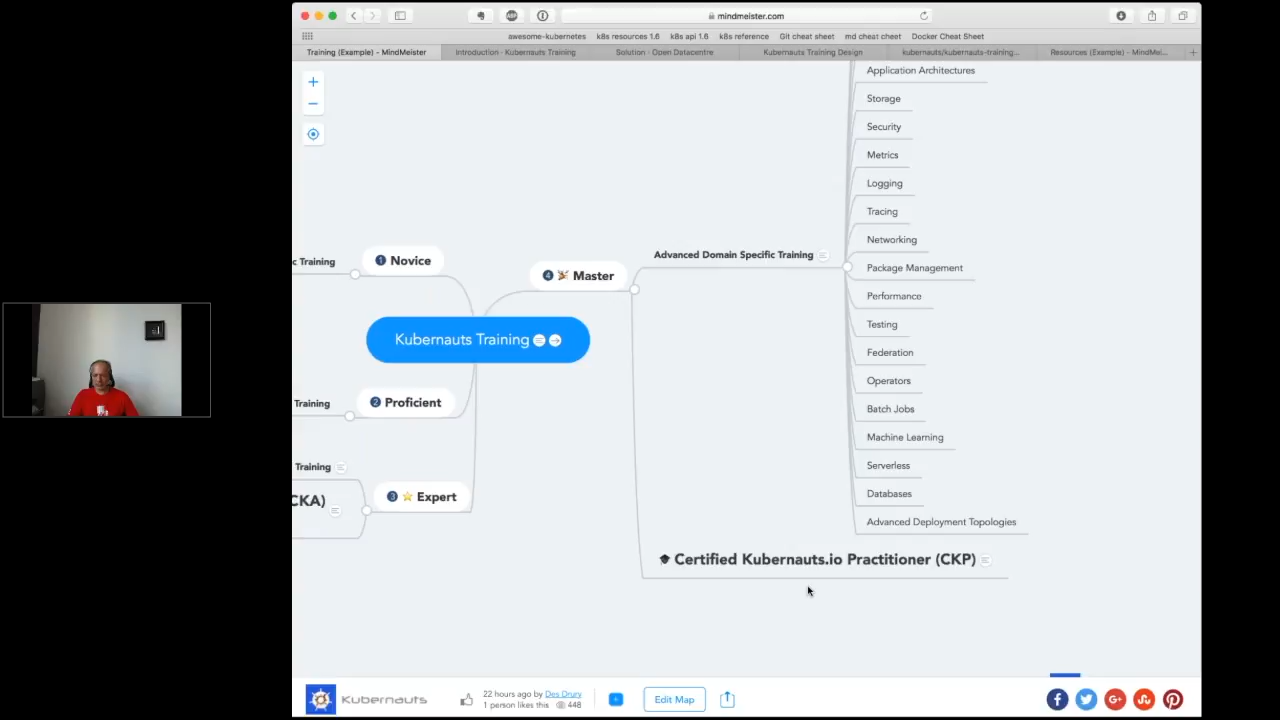 mindmeister.com
awesome-kubernetes k8s resources 1.6 k8s api 1.6 k8s reference Git cheat sheet md cheat cheet Docker Cheat Sheet
Training (Example) - MindMeister Introduction · Kubernauts Training Solution : Open Datacentre Kubernauts Training Design kubernauts/kubernauts-training... Resources (Example) - MindMei...
Application Architectures
Storage
Security
Metrics
Logging
Tracing
Networking
Package Management
Performance
Testing
Federation
Operators
Batch Jobs
Machine Learning
Serverless
Databases
Advanced Deployment Topologies
Advanced Domain Specific Training
4 Master
Certified Kubernauts.io Practitioner (CKP)
Kubernauts Training
c Training
1 Novice
Training
2 Proficient
Training
CKA)
3 Expert
Kubernauts
22 hours ago by Des Drury
1 person likes this 448
Edit Map